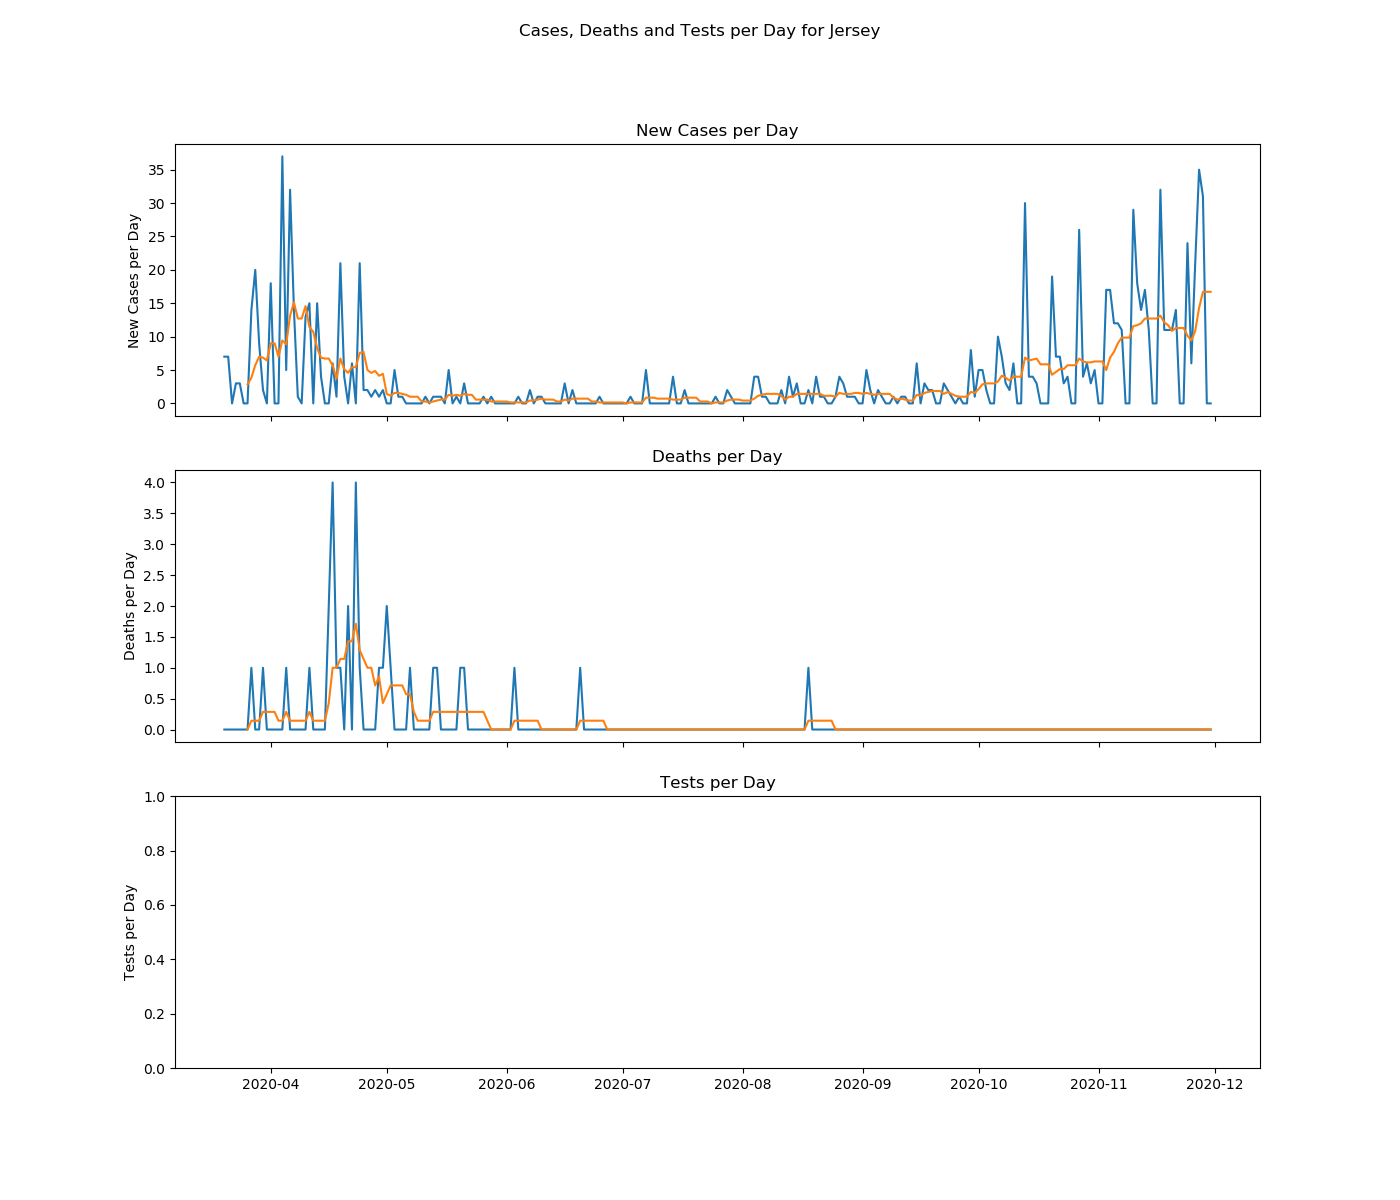 Cases, Deaths and Tests per Day for Jersey
New Cases per Day
New Cases per Day
35
30
25
20
15
10
5
0
Deaths per Day
Deaths per Day
4.0
3.5
3.0
2.5
2.0
1.5
1.0
0.5
0.0
Tests per Day
Tests per Day
1.0
0.8
0.6
0.4
0.2
0.0
2020-04 2020-05 2020-06 2020-07 2020-08 2020-09 2020-10 2020-11 2020-12